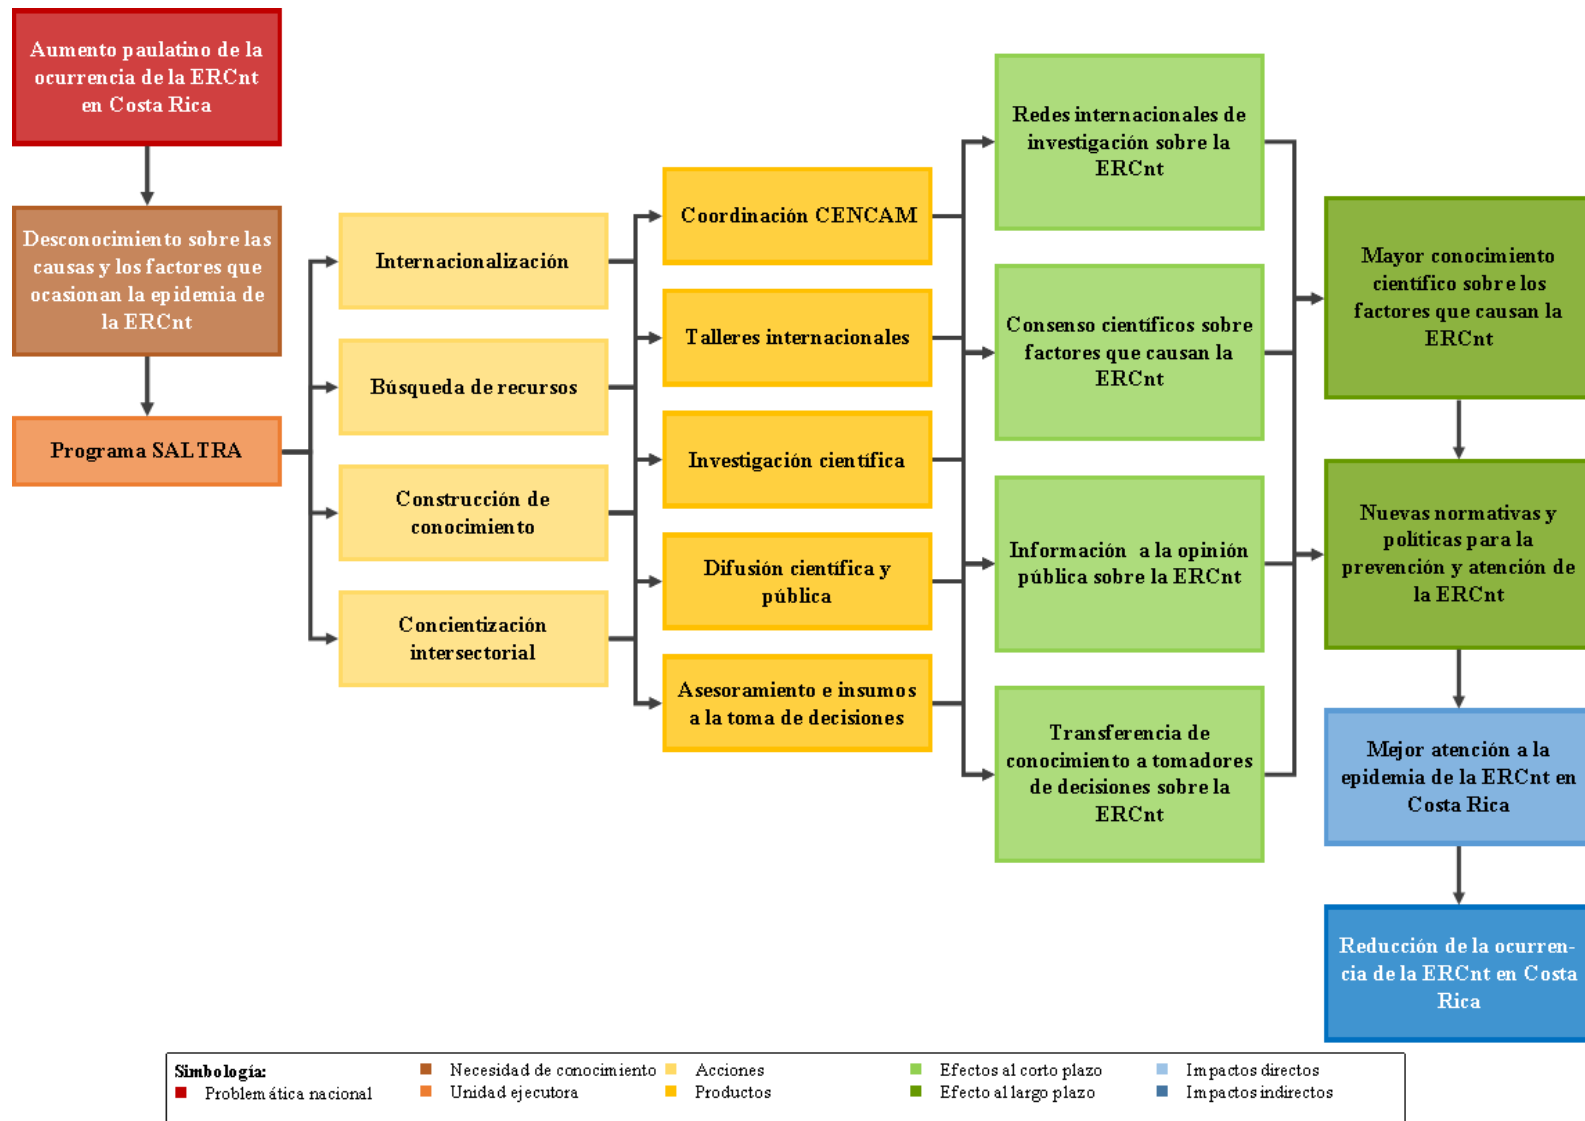 Aumento paulatino de la
ocurrencia de la ERCnt
en Costa Rica
Desconocimiento sobre las
causas y los factores que
ocasionan la epidemia de
la ERCnt
Programa SALTRA
Internacionalización
Búsqueda de recursos
Construcción de
conocimiento
Concientización
intersectorial
Coordinación CENCAM
Talleres internacionales
Investigación científica
Difusión científica y
pública
Asesoramiento e insumos
a la toma de decisiones
Redes internacionales de
investigación sobre la
ERCnt
Consenso científicos sobre
factores que causan la
ERCnt
Información a la opinión
pública sobre la ERCnt
Transferencia de
conocimiento a tomadores
de decisiones sobre la
ERCnt
Mayor conocimiento
científico sobre los
factores que causan la
ERCnt
Nuevas normativas y
políticas para la
prevención y atención de
la ERCnt
Mejor atención a la
epidemia de la ERCnt en
Costa Rica
Reducción de la ocurren-
cia de la ERCnt en Costa
Rica
Simbología:
Problemática nacional
Necesidad de conocimiento
Unidad ejecutora
Acciones
Productos
Efectos al corto plazo
Efecto al largo plazo
Impactos directos
Impactos indirectos